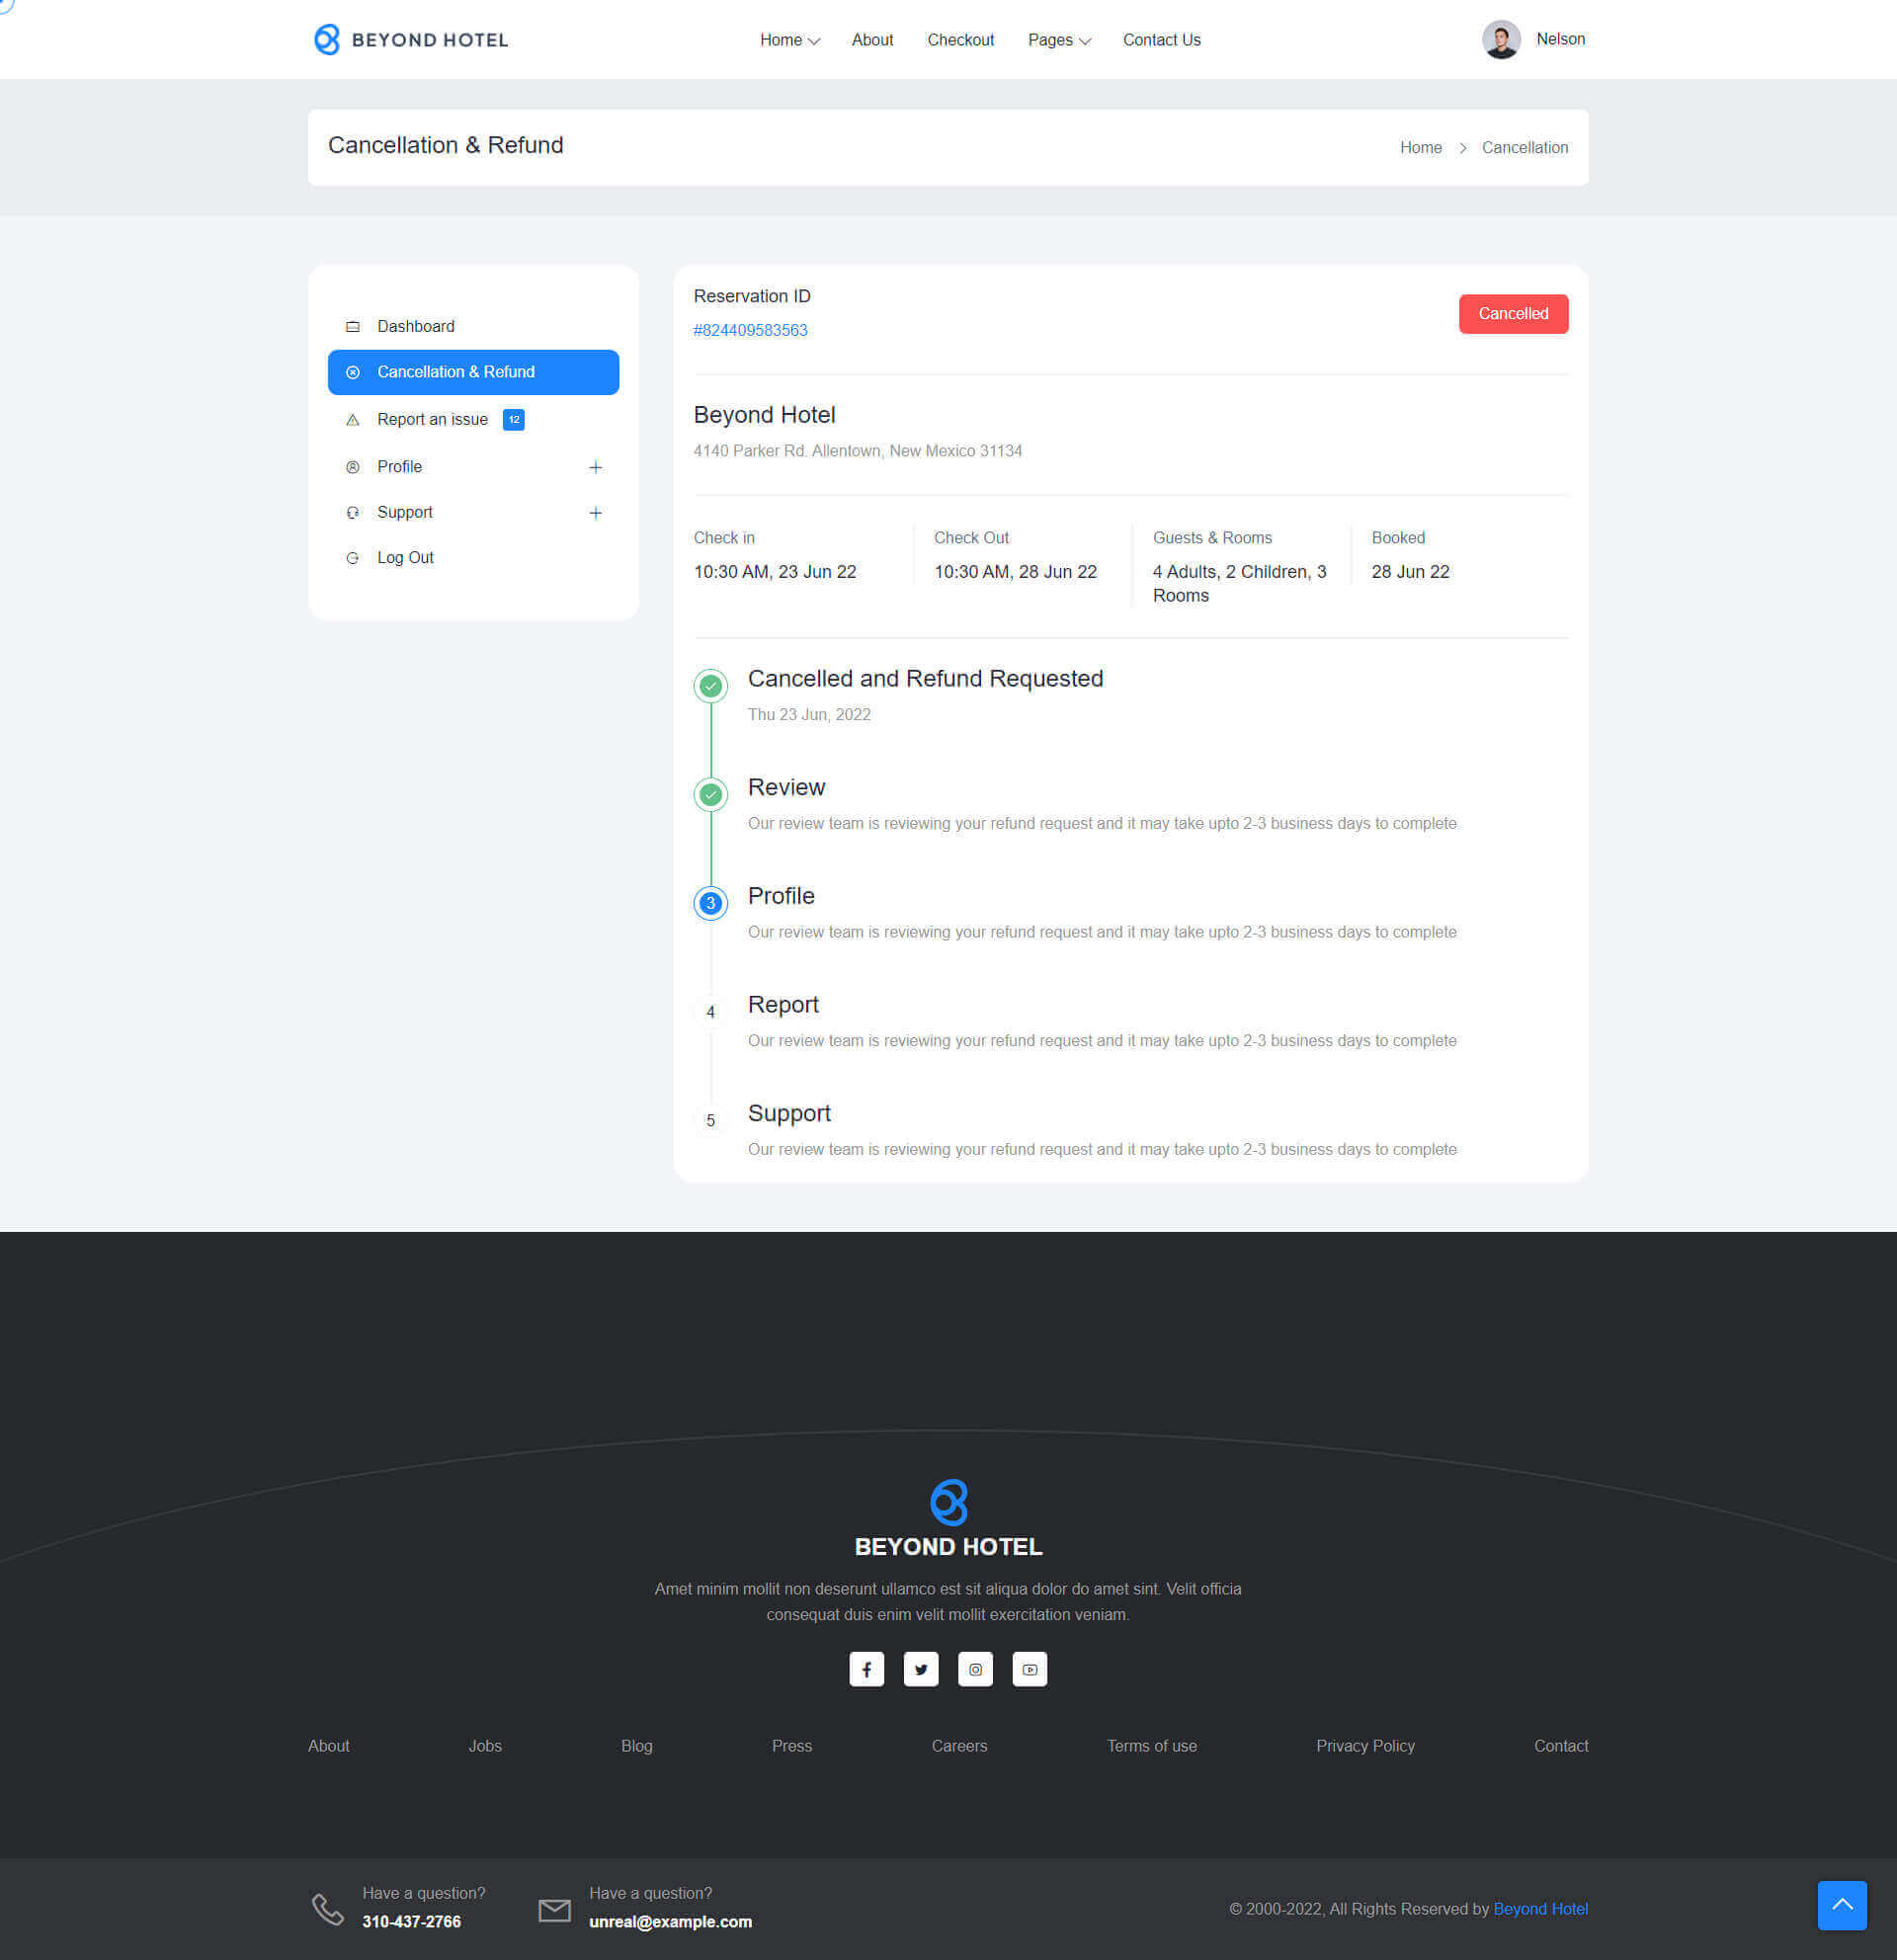 BEYOND HOTEL
Home
About
Checkout
Pages
Contact Us
Nelson
Cancellation & Refund
Home
Cancellation
Dashboard
Cancellation & Refund
Report an issue 12
Profile
Support
Log Out
Reservation ID
#824409583563
Cancelled
Beyond Hotel
4140 Parker Rd. Allentown, New Mexico 31134
Check in
10:30 AM, 23 Jun 22
Check Out
10:30 AM, 28 Jun 22
Guests & Rooms
4 Adults, 2 Children, 3
Rooms
Booked
28 Jun 22
Cancelled and Refund Requested
Thu 23 Jun, 2022
Review
Our review team is reviewing your refund request and it may take upto 2-3 business days to complete
3
Profile
Our review team is reviewing your refund request and it may take upto 2-3 business days to complete
4
Report
Our review team is reviewing your refund request and it may take upto 2-3 business days to complete
5
Support
Our review team is reviewing your refund request and it may take upto 2-3 business days to complete
BEYOND HOTEL
Amet minim mollit non deserunt ullamco est sit aliqua dolor do amet sint. Velit officia
consequat duis enim velit mollit exercitation veniam.
About
Jobs
Blog
Press
Careers
Terms of use
Privacy Policy
Contact
Have a question?
310-437-2766
Have a question?
unreal@example.com
© 2000-2022, All Rights Reserved by Beyond Hotel